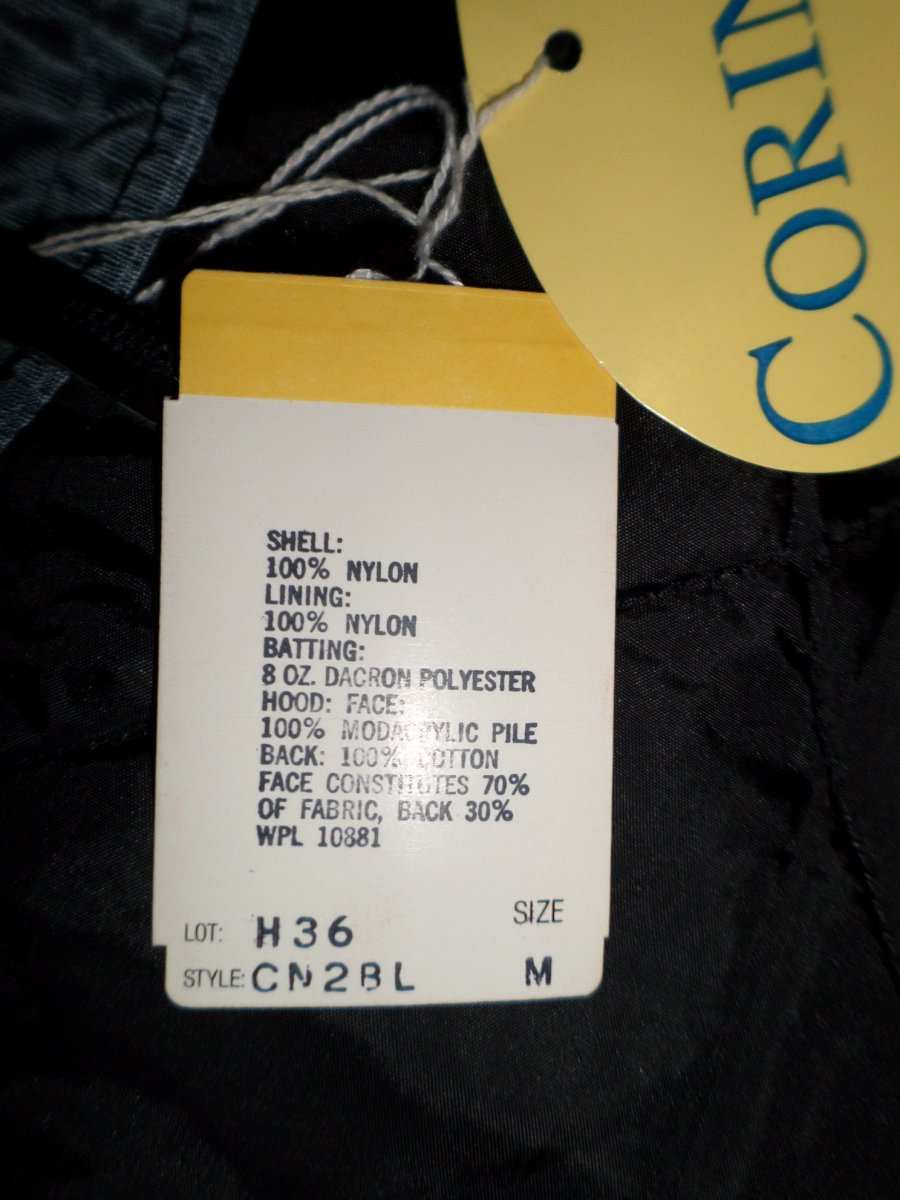 CORIN
SHELL:
100% NYLON
LINING:
100% NYLON
BATTING:
8 OZ. DACRON POLYESTER
HOOD: FACE:
100% MODACRYLIC PILE
BACK: 100% COTTON
FACE CONSTITUTES 70%
OF FABRIC, BACK 30%
WPL 10881
SIZE
LOT: H36
STYLE: CN2BL M